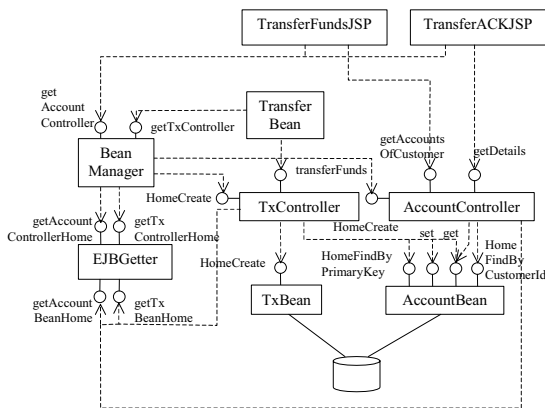 TransferFundsJSP
TransferACKJSP
get
Account
Controller
getTxController
Transfer
Bean
getAccounts
OfCustomer
getDetails
Bean
Manager
transferFunds
HomeCreate
TxController
AccountController
HomeCreate
getAccount
ControllerHome
getTx
ControllerHome
set
get
Home
FindBy
CustomerId
HomeFindBy
PrimaryKey
EJBGetter
HomeCreate
getAccount
BeanHome
getTx
BeanHome
TxBean
AccountBean